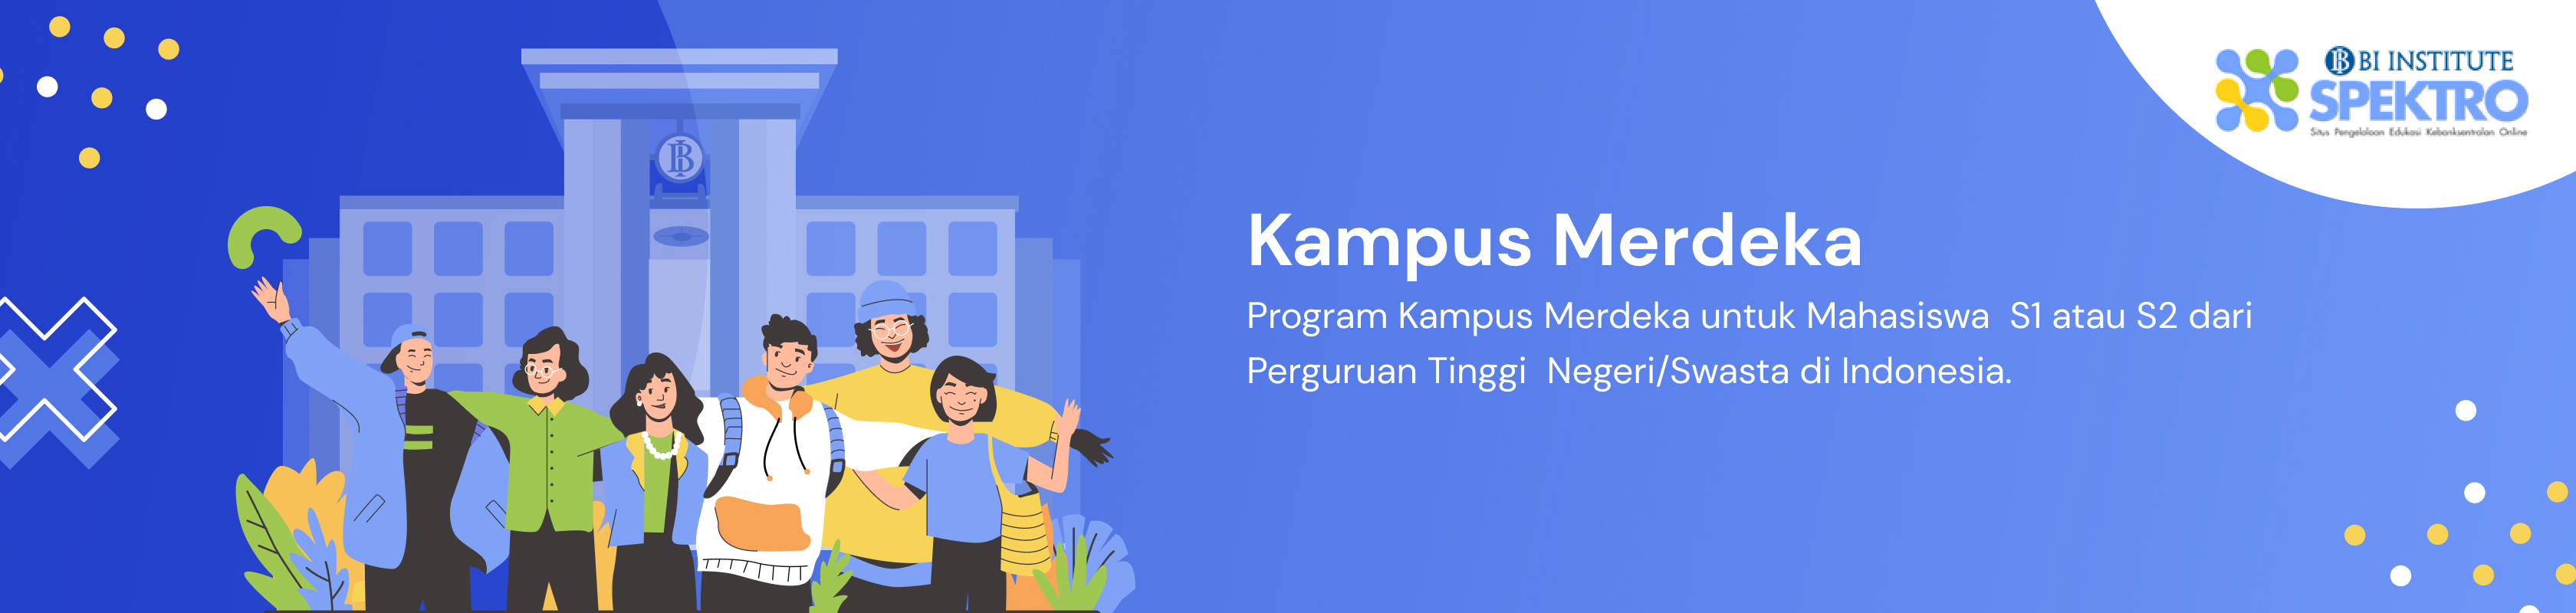 BI INSTITUTE
SPEKTRO
Situs Pengelolaan Edukasi Kebanksentralan Online
Kampus Merdeka
Program Kampus Merdeka untuk Mahasiswa  S1 atau S2 dari
Perguruan Tinggi  Negeri/Swasta di Indonesia.